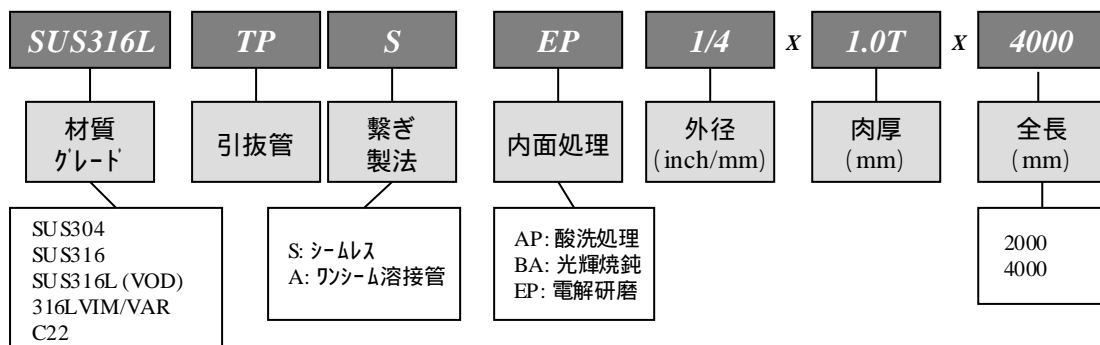 SUS316L TP S EP 1/4 x 1.0T x 4000
材質
ｸﾞﾚｰﾄﾞ
引抜管
繋ぎ
製法
内面処理
外径
(inch/mm)
肉厚
(mm)
全長
(mm)
SUS304
SUS316
SUS316L (VOD)
316LVIM/VAR
C22
S: ｼｰﾑﾚｽ
A: ﾜﾝｼｰﾑ溶接管
AP: 酸洗処理
BA: 光輝焼鈍
EP: 電解研磨
2000
4000